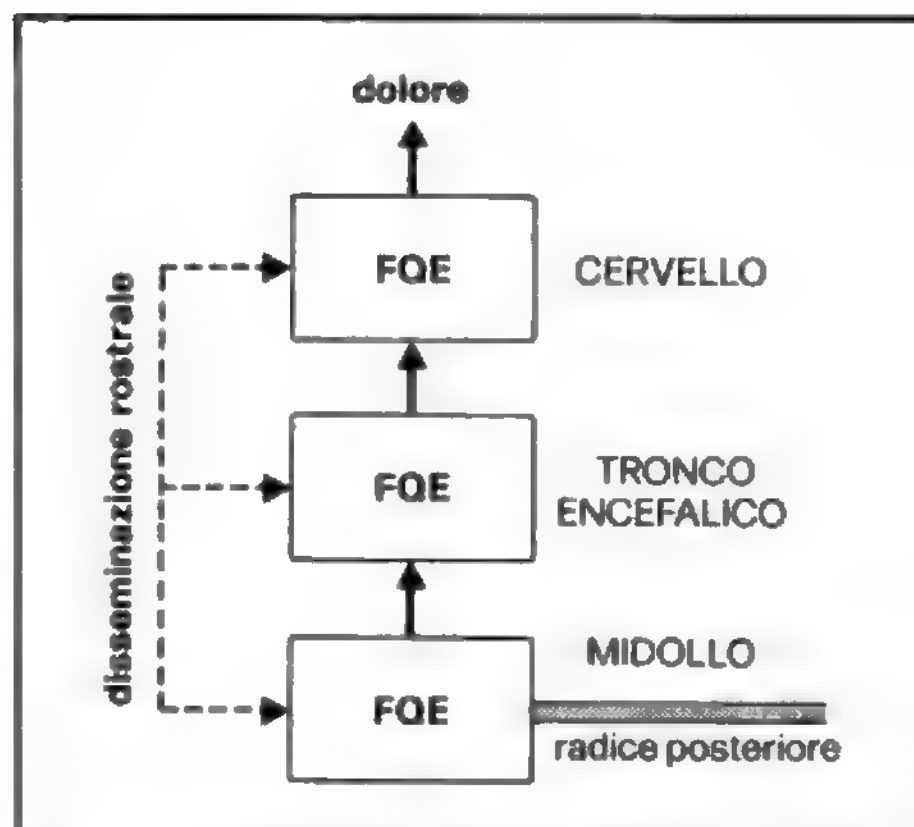 dolore
FQE
CERVELLO
disseminazione rostrale
FQE
TRONCO
ENCEFALICO
FQE
MIDOLLO
radice posteriore